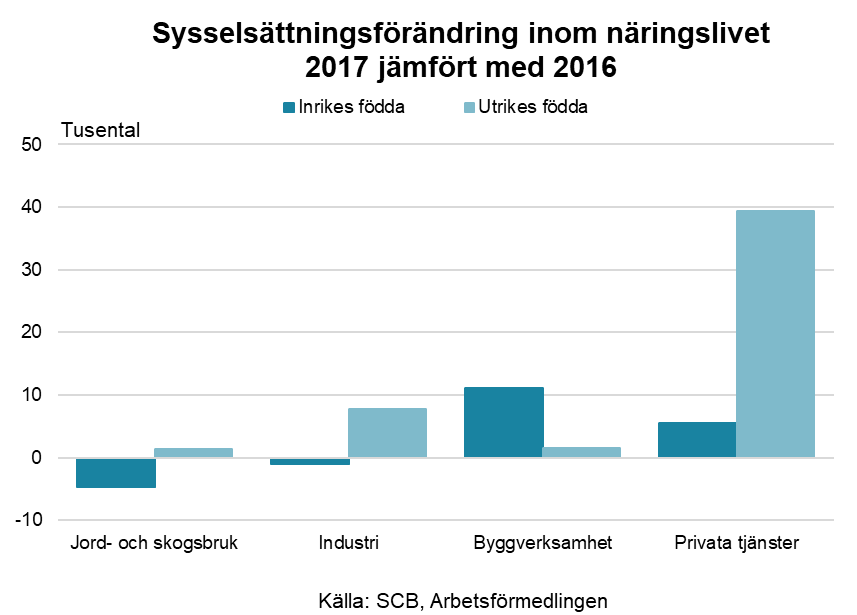 Sysselsättningsförändring inom näringslivet
2017 jämfört med 2016
Inrikes födda
Utrikes födda
Tusental
50
40
30
20
10
0
-10
Jord- och skogsbruk
Industri
Byggverksamhet
Privata tjänster
Källa: SCB, Arbetsförmedlingen